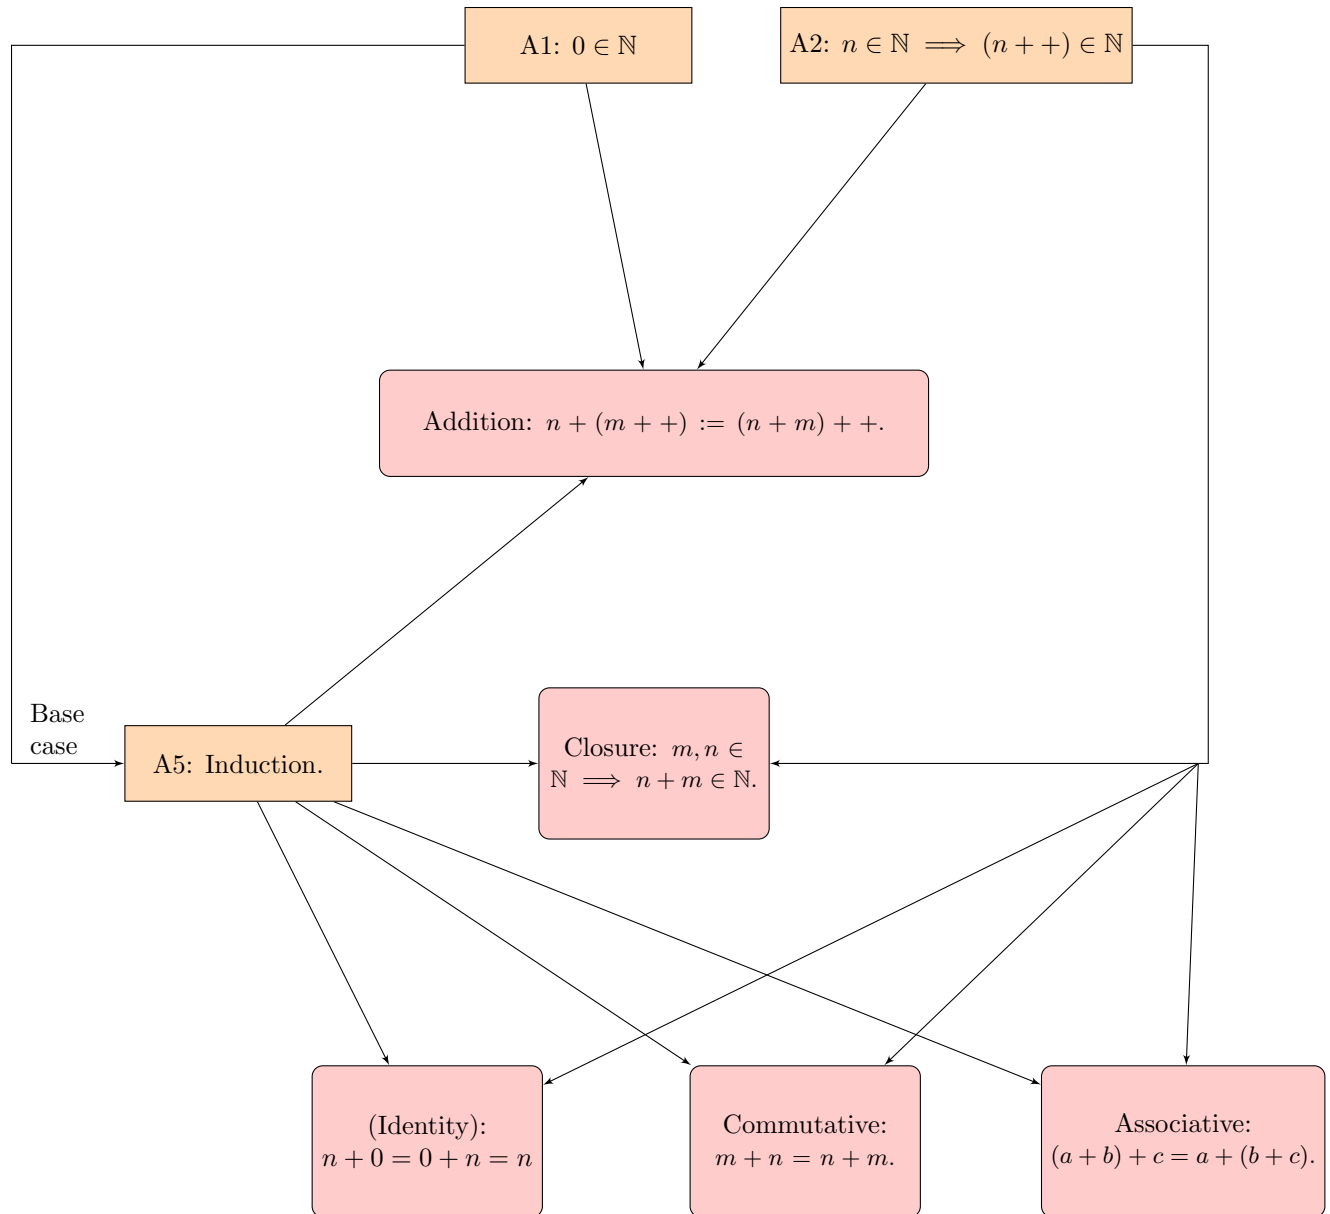 A1: 0 ∈ ℕ
A2: n ∈ ℕ ⟹ (n + +) ∈ ℕ
Addition: n + (m + +) := (n + m) + +.
Base
case
A5: Induction.
Closure: m, n ∈
ℕ ⟹ n + m ∈ ℕ.
(Identity):
n + 0 = 0 + n = n
Commutative:
m + n = n + m.
Associative:
(a + b) + c = a + (b + c).